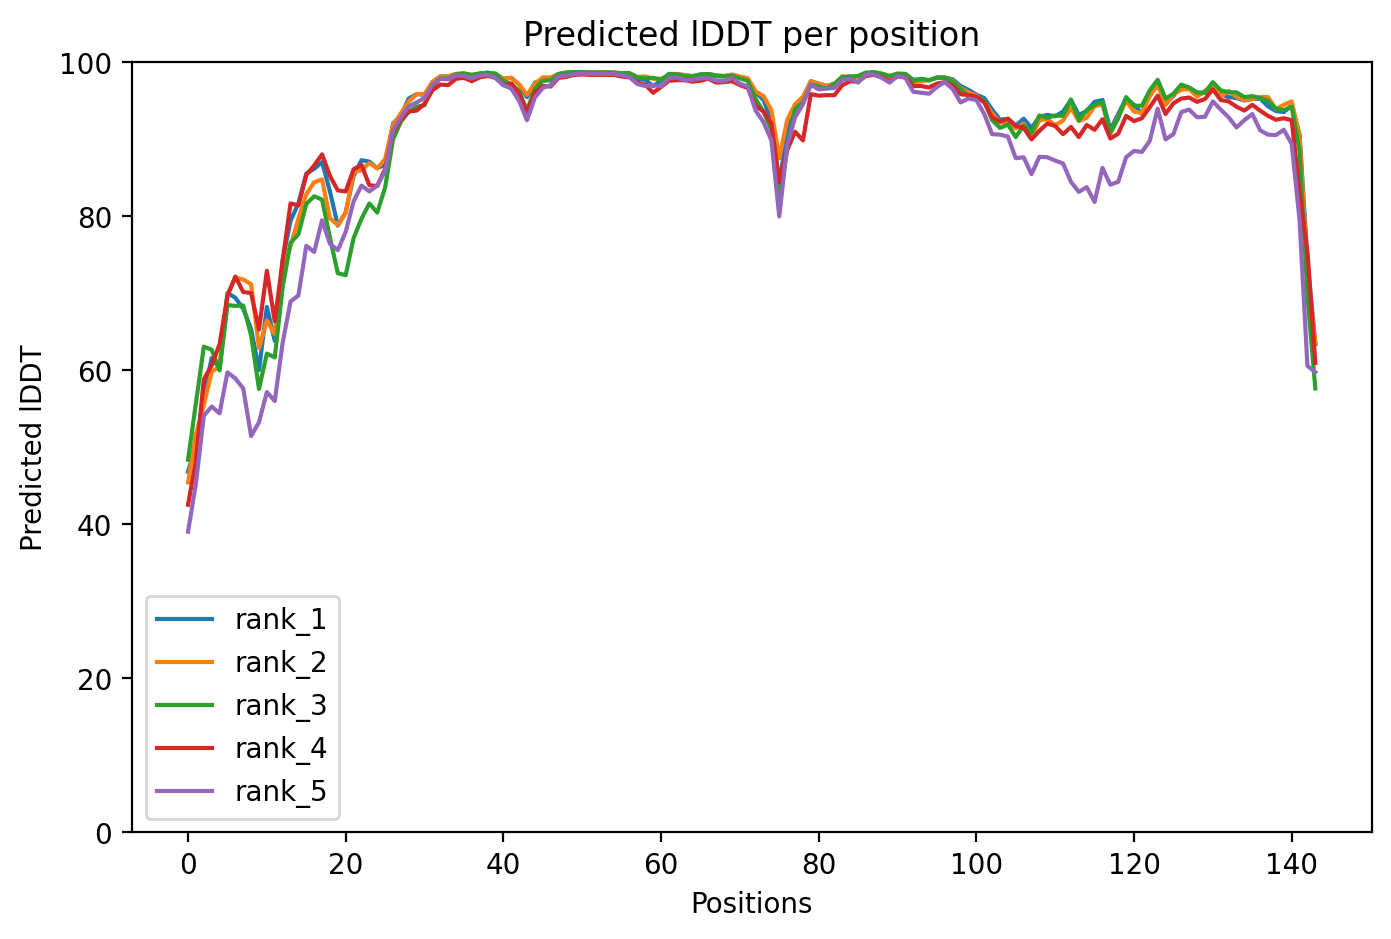 Predicted lDDT per position
100
80
60
40
20
0
Predicted lDDT
rank_1
rank_2
rank_3
rank_4
rank_5
0 20 40 60 80 100 120 140
Positions